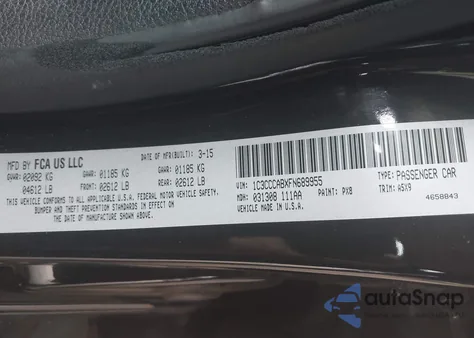 MFD BY FCA US LLC DATE OF MFR(BUILT): 3-15
GVWR: 02092 KG GAWR: 01185 KG GAWR: 01185 KG
04612 LB FRONT: 02612 LB REAR: 02612 LB
THIS VEHICLE CONFORMS TO ALL APPLICABLE FEDERAL MOTOR VEHICLE SAFETY,
BUMPER AND THEFT PREVENTION STANDARDS IN EFFECT ON
THE DATE OF MANUFACTURE SHOWN ABOVE.
VIN: 1C3CCCABXFN689955 TYPE: PASSENGER CAR
MDH: 031308 111AA PAINT: PX8 TRIM: A5X9
VEHICLE MADE IN U.S.A. 4658843
autoSnap